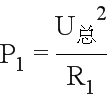 P₁ = U总² / R₁